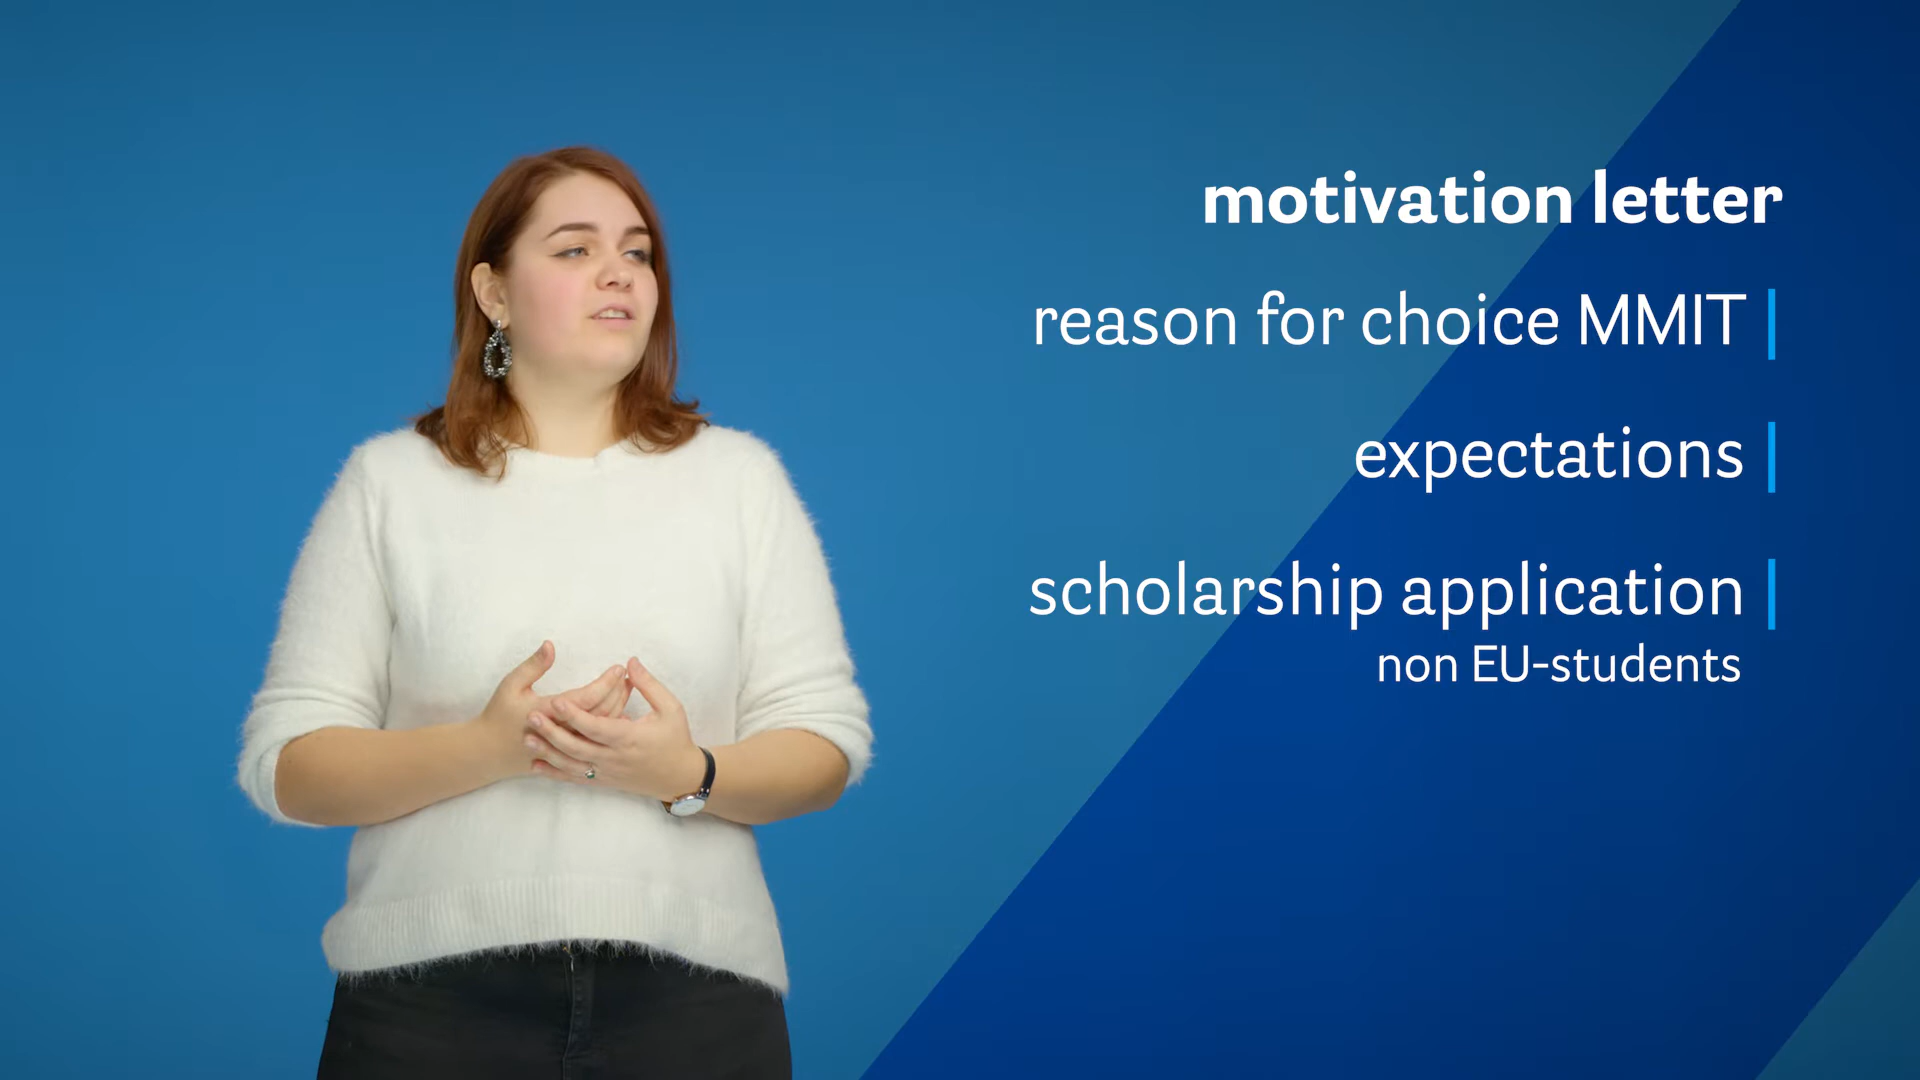 motivation letter
reason for choice MMIT
expectations
scholarship application
non EU-students